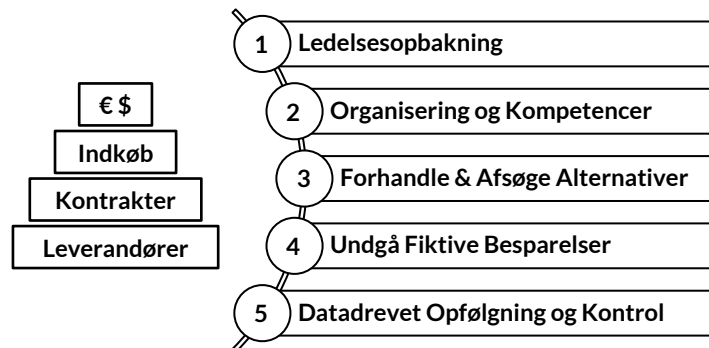 € $
Indkøb
Kontrakter
Leverandører
1 Ledelsesopbakning
2 Organisering og Kompetencer
3 Forhandle & Afsøge Alternativer
4 Undgå Fiktive Besparelser
5 Datadrevet Opfølgning og Kontrol